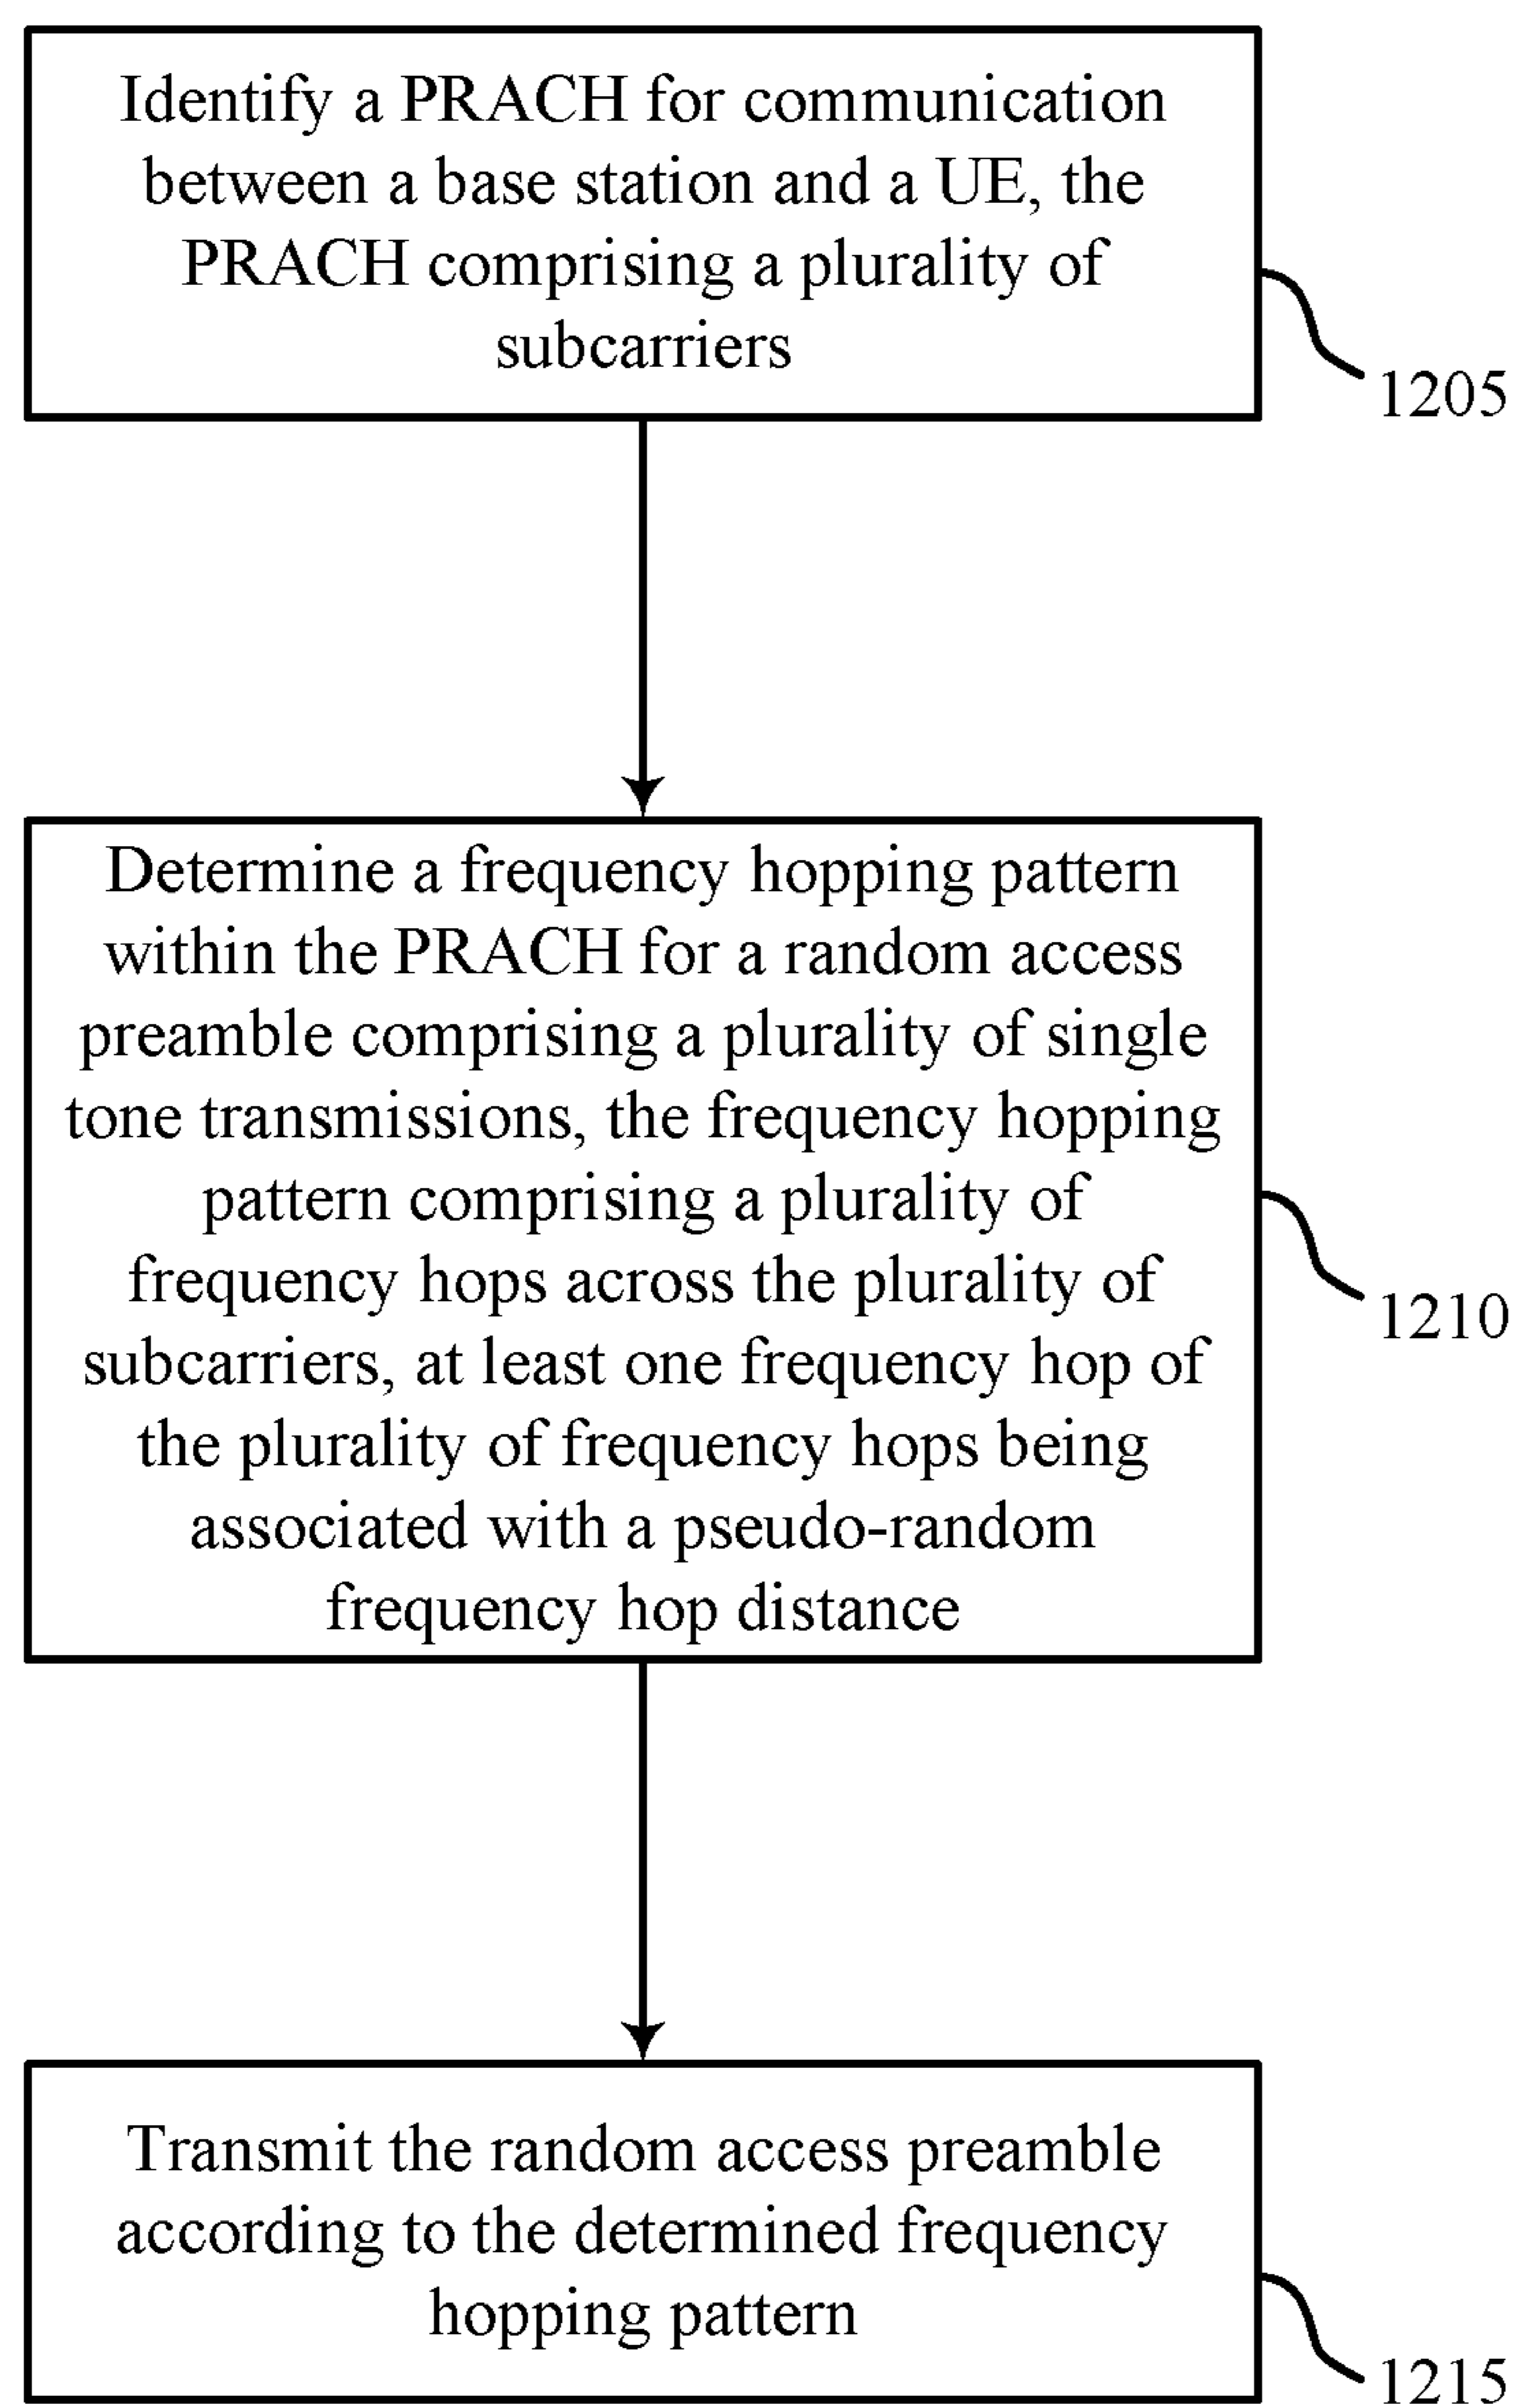 Identify a PRACH for communication
between a base station and a UE, the
PRACH comprising a plurality of
subcarriers
1205
Determine a frequency hopping pattern
within the PRACH for a random access
preamble comprising a plurality of single
tone transmissions, the frequency hopping
pattern comprising a plurality of
frequency hops across the plurality of
subcarriers, at least one frequency hop of
the plurality of frequency hops being
associated with a pseudo-random
frequency hop distance
1210
Transmit the random access preamble
according to the determined frequency
hopping pattern
1215